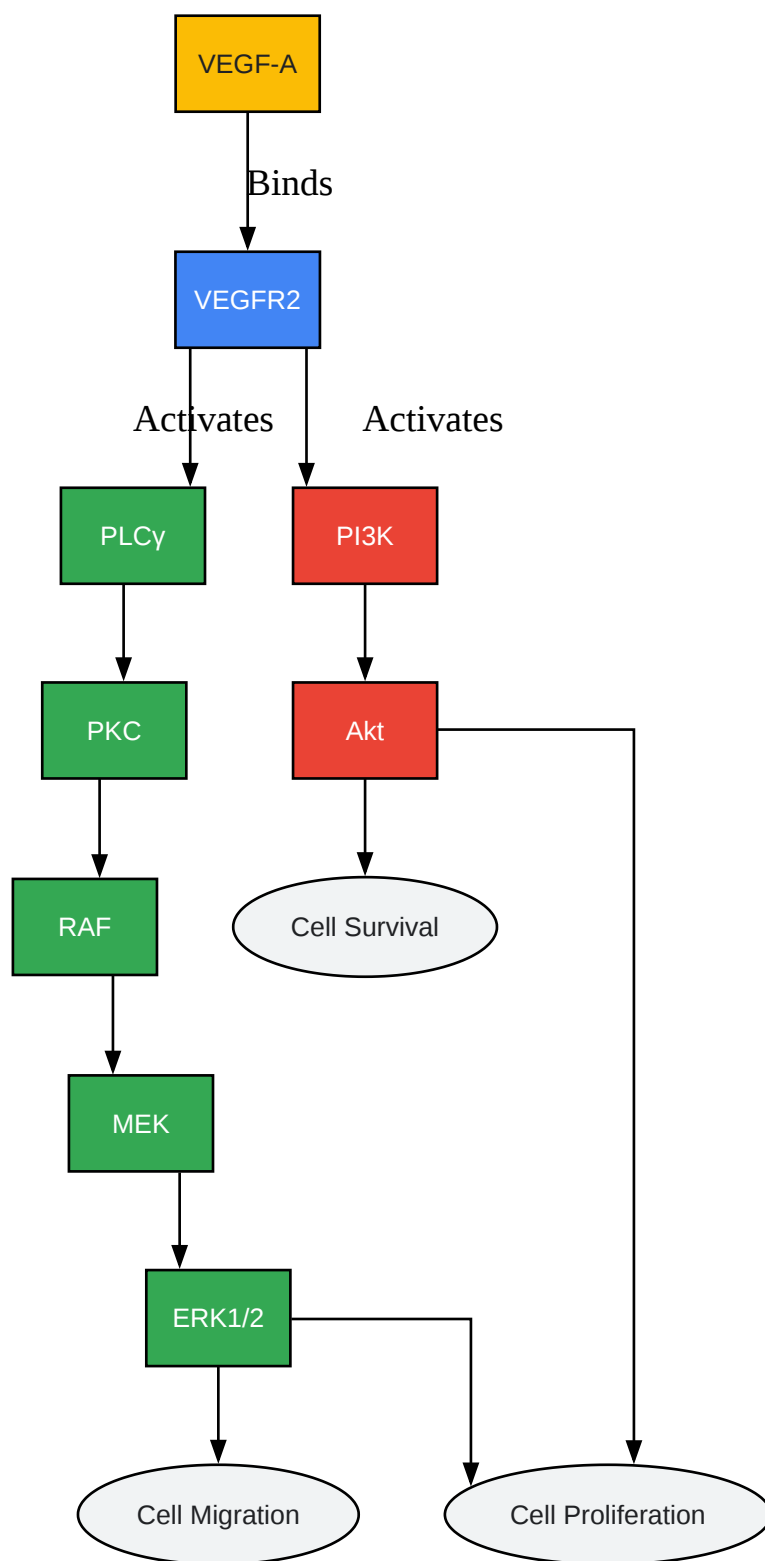 VEGF-A
Binds
VEGFR2
Activates
Activates
PLCγ
PI3K
PKC
Akt
RAF
Cell Survival
MEK
ERK1/2
Cell Migration
Cell Proliferation